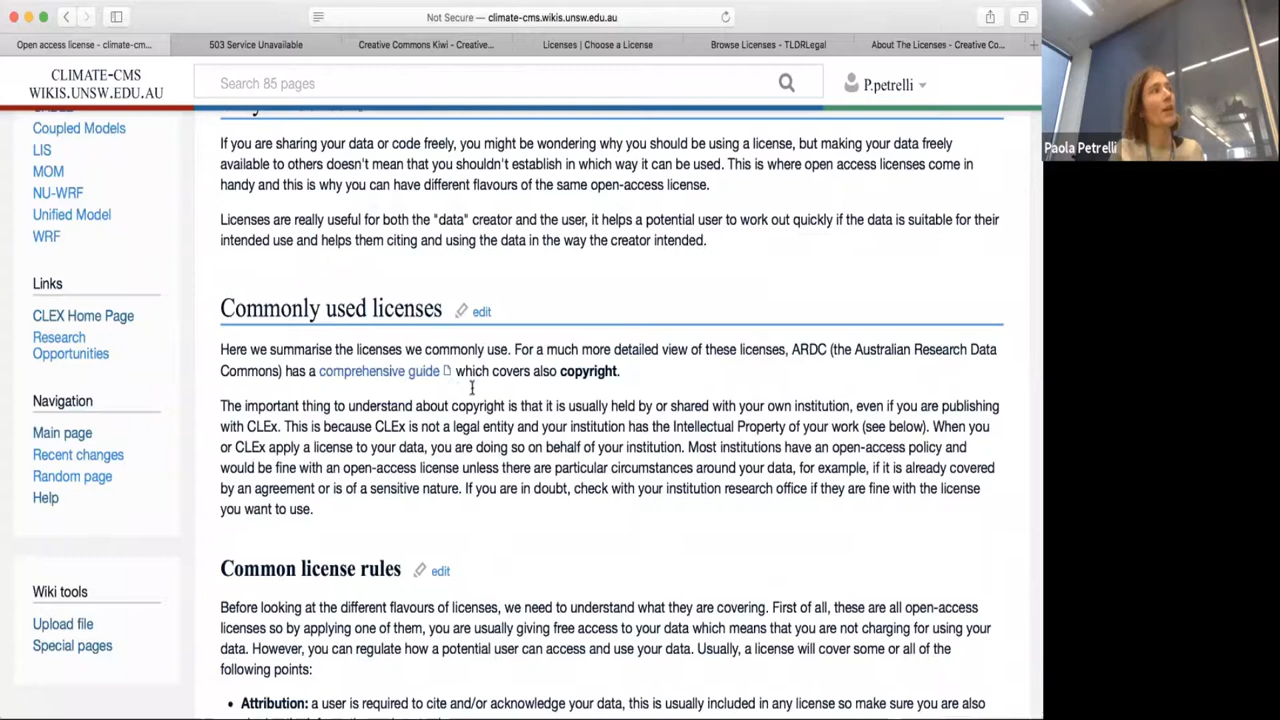 Not Secure — climate-cms.wikis.unsw.edu.au
Open access license - climate-cm...
503 Service Unavailable
Creative Commons Kiwi - Creative...
Licenses | Choose a License
Browse Licenses - TLDRLegal
About The Licenses - Creative Co...
CLIMATE-CMS
WIKIS.UNSW.EDU.AU
Search 85 pages
P.petrelli
Paola Petrelli
Coupled Models
LIS
MOM
NU-WRF
Unified Model
WRF
Links
CLEX Home Page
Research
Opportunities
Navigation
Main page
Recent changes
Random page
Help
Wiki tools
Upload file
Special pages
If you are sharing your data or code freely, you might be wondering why you should be using a license, but making your data freely
available to others doesn't mean that you shouldn't establish in which way it can be used. This is where open access licenses come in
handy and this is why you can have different flavours of the same open-access license.
Licenses are really useful for both the "data" creator and the user, it helps a potential user to work out quickly if the data is suitable for their
intended use and helps them citing and using the data in the way the creator intended.
Commonly used licenses edit
Here we summarise the licenses we commonly use. For a much more detailed view of these licenses, ARDC (the Australian Research Data
Commons) has a comprehensive guide which covers also copyright.
The important thing to understand about copyright is that it is usually held by or shared with your own institution, even if you are publishing
with CLEx. This is because CLEx is not a legal entity and your institution has the Intellectual Property of your work (see below). When you
or CLEx apply a license to your data, you are doing so on behalf of your institution. Most institutions have an open-access policy and
would be fine with an open-access license unless there are particular circumstances around your data, for example, if it is already covered
by an agreement or is of a sensitive nature. If you are in doubt, check with your institution research office if they are fine with the license
you want to use.
Common license rules edit
Before looking at the different flavours of licenses, we need to understand what they are covering. First of all, these are all open-access
licenses so by applying one of them, you are usually giving free access to your data which means that you are not charging for using your
data. However, you can regulate how a potential user can access and use your data. Usually, a license will cover some or all of the
following points:
• Attribution: a user is required to cite and/or acknowledge your data, this is usually included in any license so make sure you are also